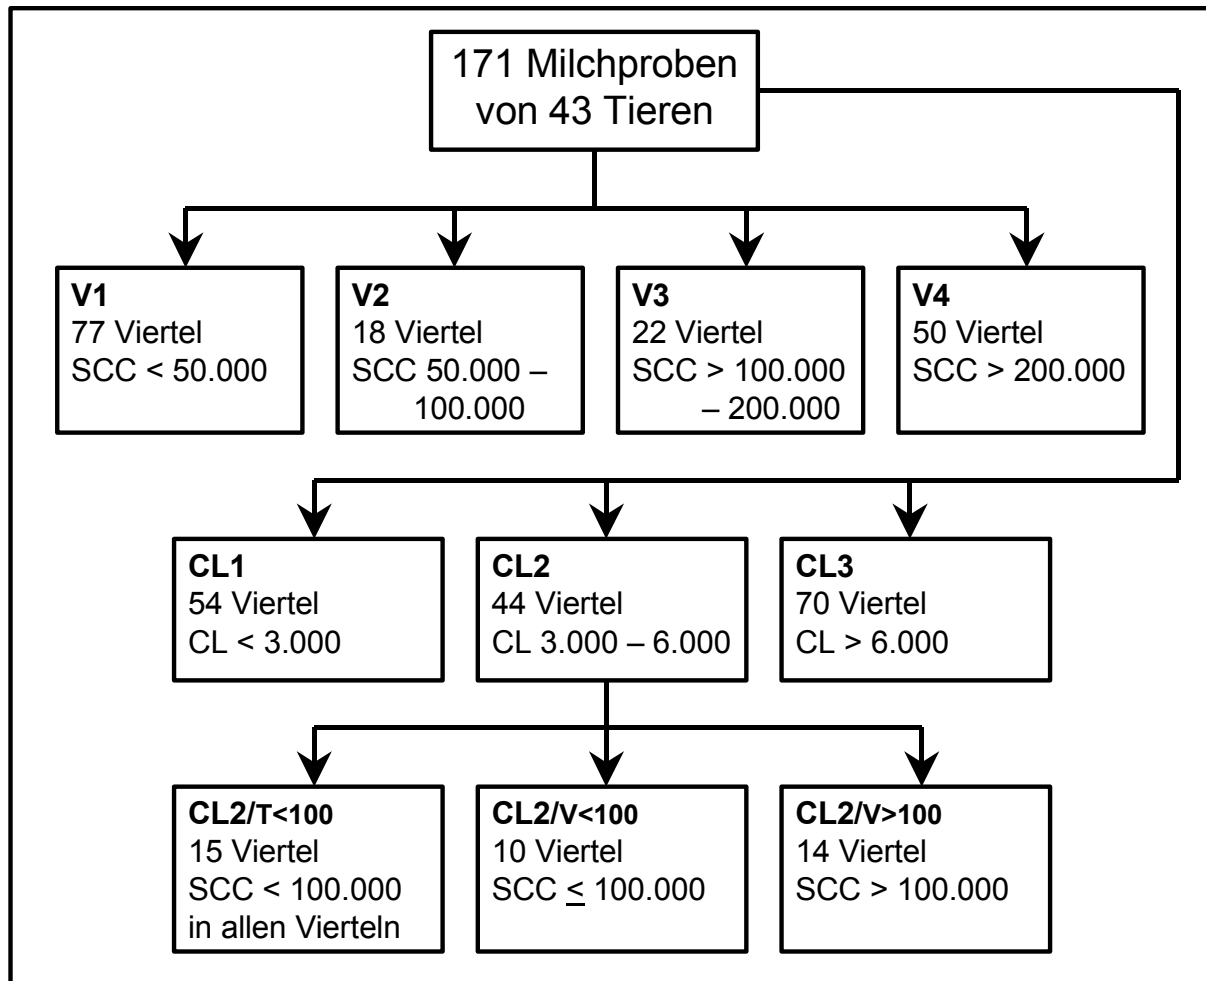 171 Milchproben
von 43 Tieren
V1
77 Viertel
SCC < 50.000
V2
18 Viertel
SCC 50.000 –
100.000
V3
22 Viertel
SCC > 100.000
– 200.000
V4
50 Viertel
SCC > 200.000
CL1
54 Viertel
CL < 3.000
CL2
44 Viertel
CL 3.000 – 6.000
CL3
70 Viertel
CL > 6.000
CL2/T<100
15 Viertel
SCC < 100.000
in allen Vierteln
CL2/V<100
10 Viertel
SCC ≤ 100.000
CL2/V>100
14 Viertel
SCC > 100.000